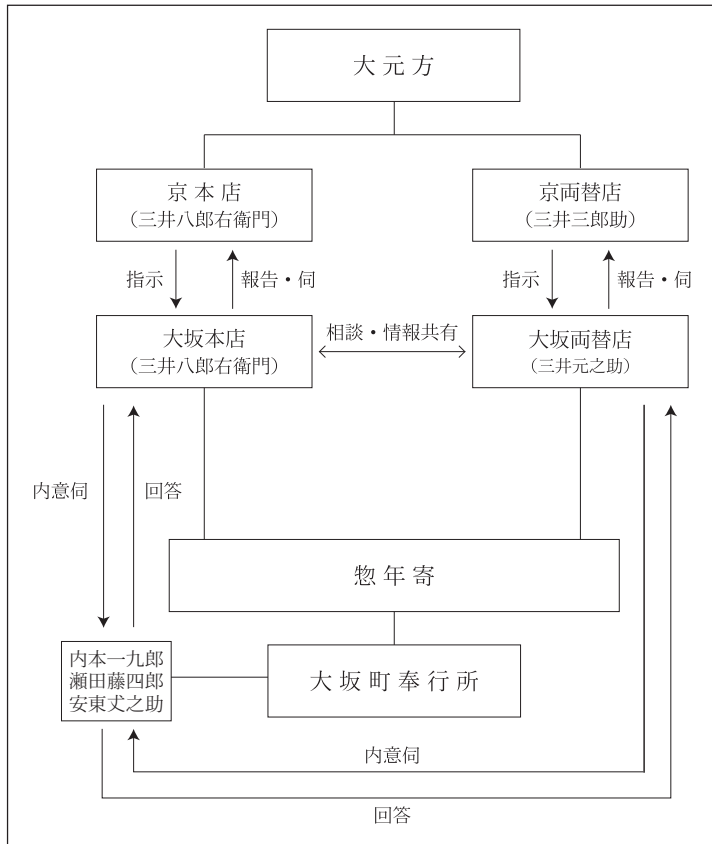 大元方
京本店
（三井八郎右衛門）
京両替店
（三井三郎助）
指示
報告・伺
指示
報告・伺
大坂本店
（三井八郎右衛門）
相談・情報共有
大坂両替店
（三井元之助）
内意伺
回答
惣年寄
内本一九郎
瀬田藤四郎
安東丈之助
大坂町奉行所
内意伺
回答